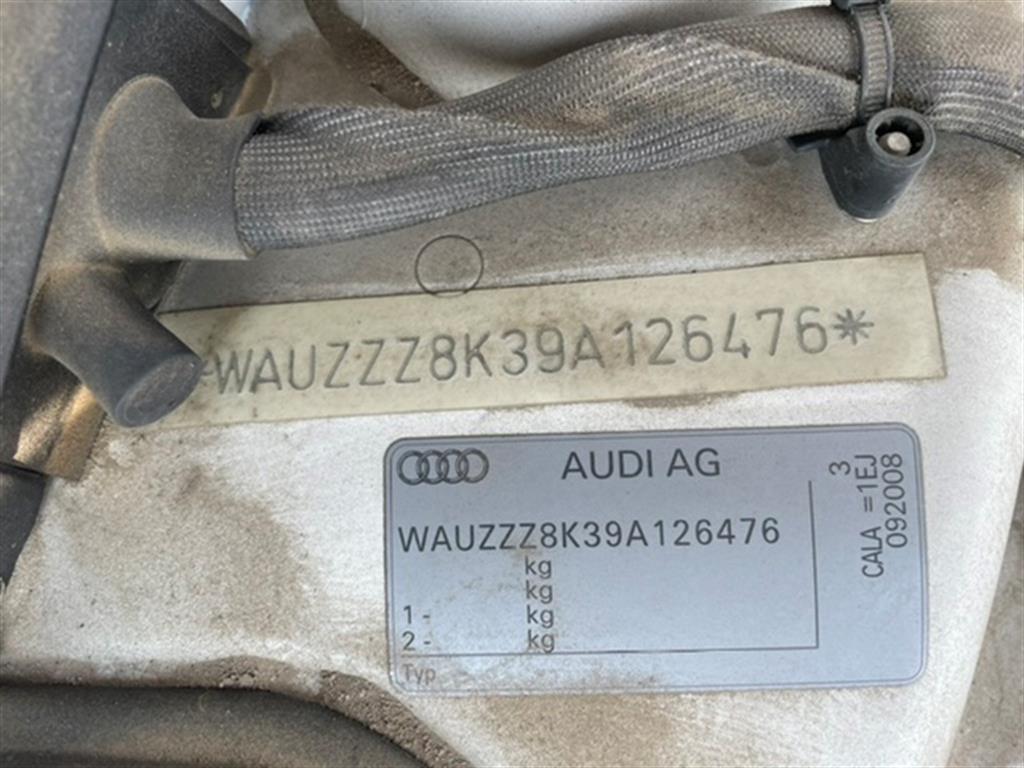 *WAUZZZ8K39A126476*
AUDI AG
WAUZZZ8K39A126476
kg
kg
1 - kg
2 - kg
Typ
3
CALA =1EJ
092008